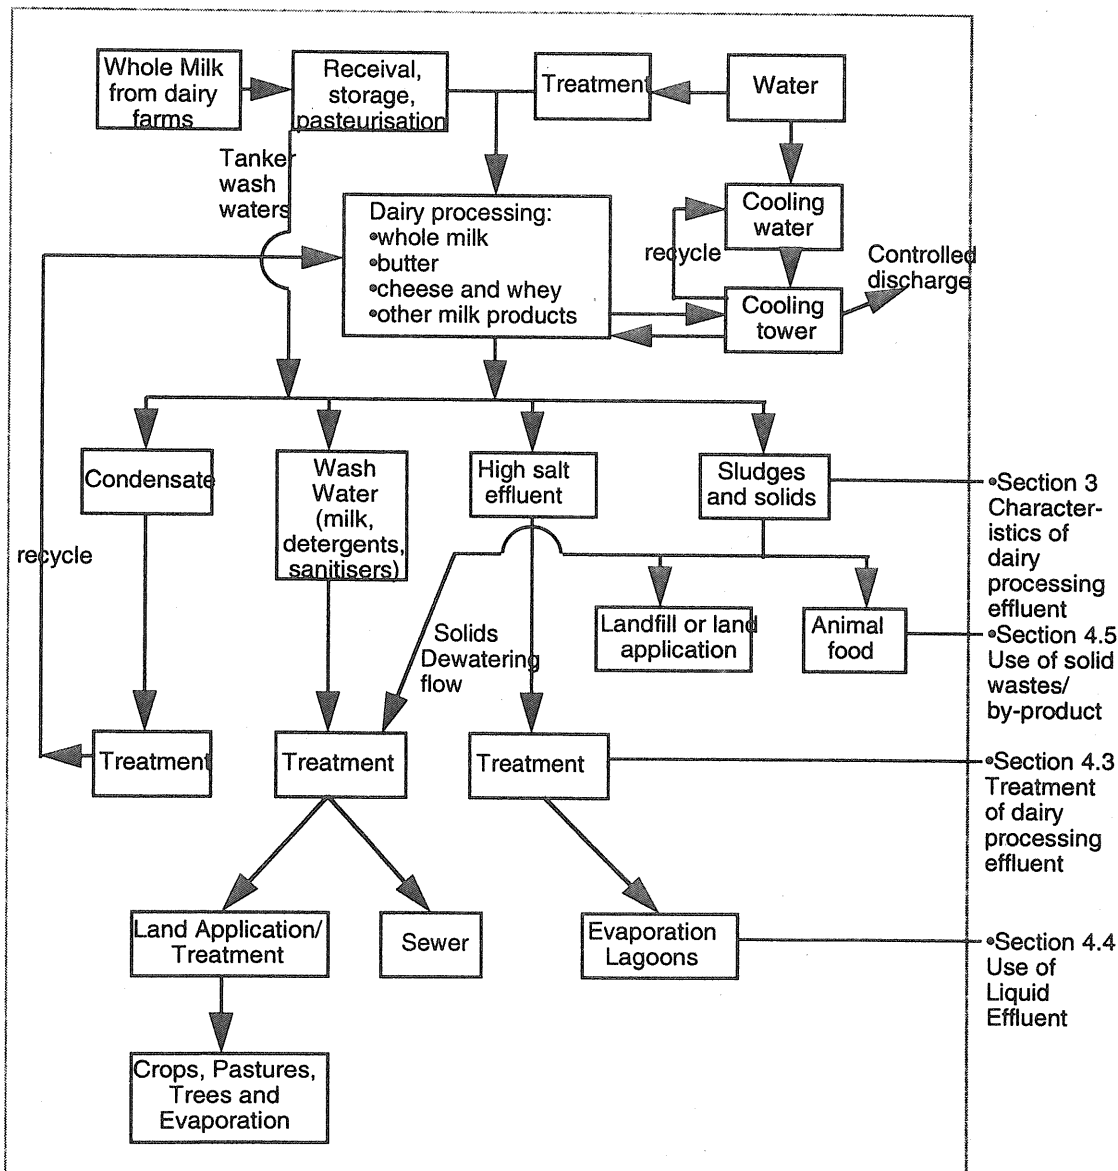 Whole Milk
from dairy
farms
Receival,
storage,
pasteurisation
Treatment
Water
Tanker
wash
waters
Dairy processing:
•whole milk
•butter
•cheese and whey
•other milk products
Cooling
water
recycle
Controlled
discharge
Cooling
tower
Condensate
Wash
Water
(milk,
detergents,
sanitisers)
High salt
effluent
Sludges
and solids
•Section 3
Character-
istics of
dairy
processing
effluent
recycle
Solids
Dewatering
flow
Landfill or land
application
Animal
food
•Section 4.5
Use of solid
wastes/
by-product
Treatment
Treatment
Treatment
•Section 4.3
Treatment
of dairy
processing
effluent
Land Application/
Treatment
Sewer
Evaporation
Lagoons
•Section 4.4
Use of
Liquid
Effluent
Crops, Pastures,
Trees and
Evaporation